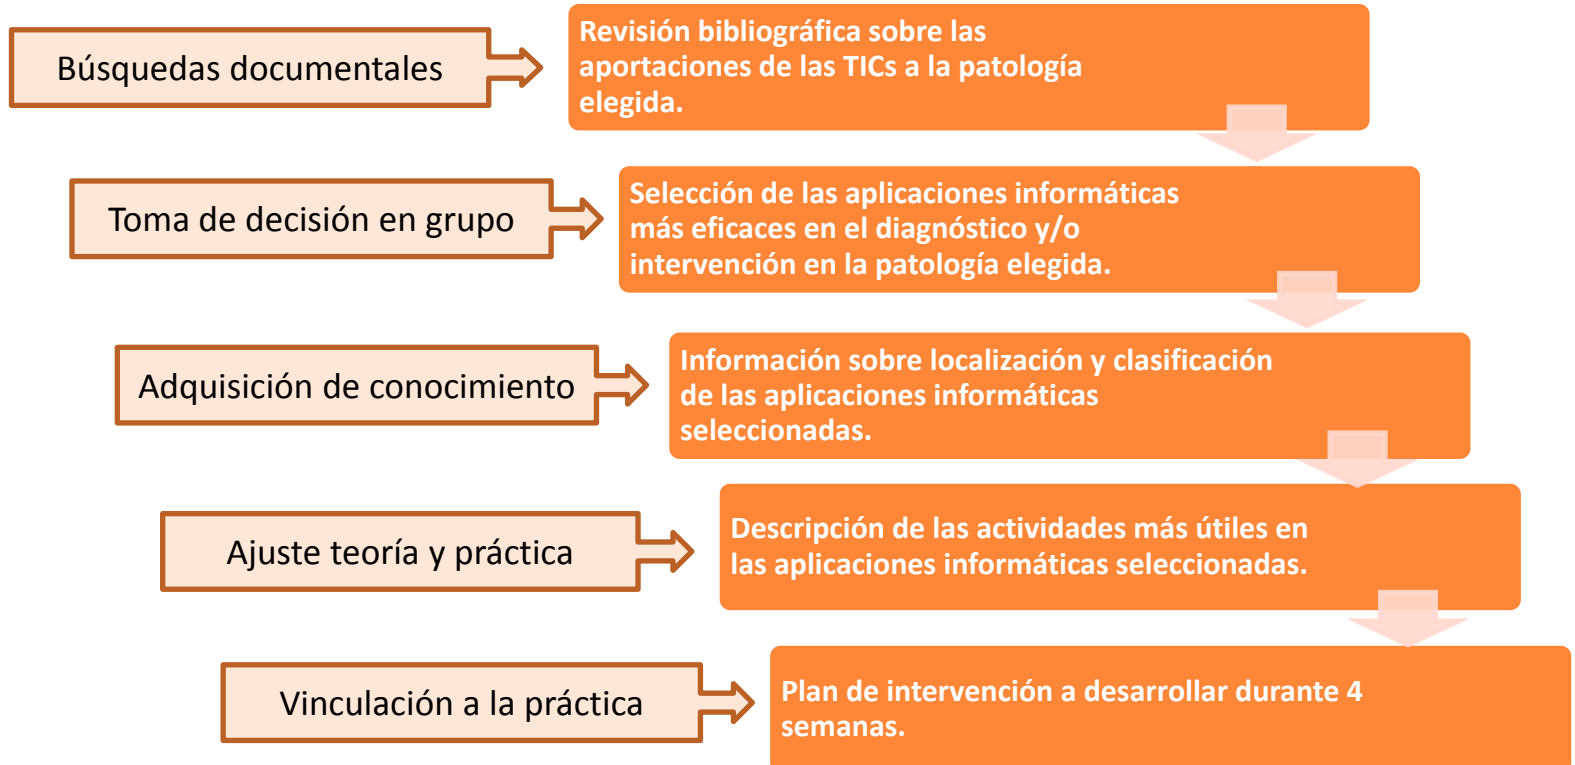 Búsquedas documentales
Revisión bibliográfica sobre las
aportaciones de las TICs a la patología
elegida.
Toma de decisión en grupo
Selección de las aplicaciones informáticas
más eficaces en el diagnóstico y/o
intervención en la patología elegida.
Adquisición de conocimiento
Información sobre localización y clasificación
de las aplicaciones informáticas
seleccionadas.
Ajuste teoría y práctica
Descripción de las actividades más útiles en
las aplicaciones informáticas seleccionadas.
Vinculación a la práctica
Plan de intervención a desarrollar durante 4
semanas.